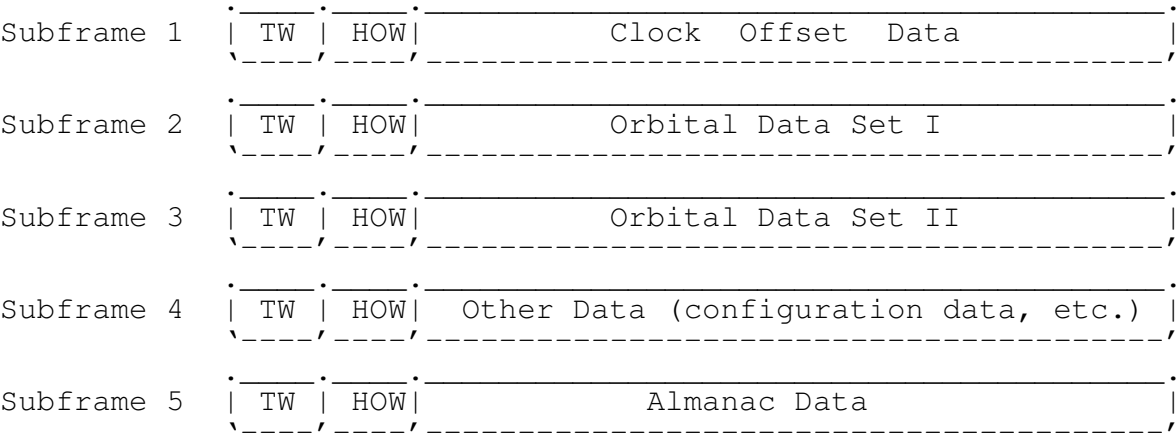 Subframe 1 | TW | HOW| Clock Offset Data |
Subframe 2 | TW | HOW| Orbital Data Set I |
Subframe 3 | TW | HOW| Orbital Data Set II |
Subframe 4 | TW | HOW| Other Data (configuration data, etc.) |
Subframe 5 | TW | HOW| Almanac Data |